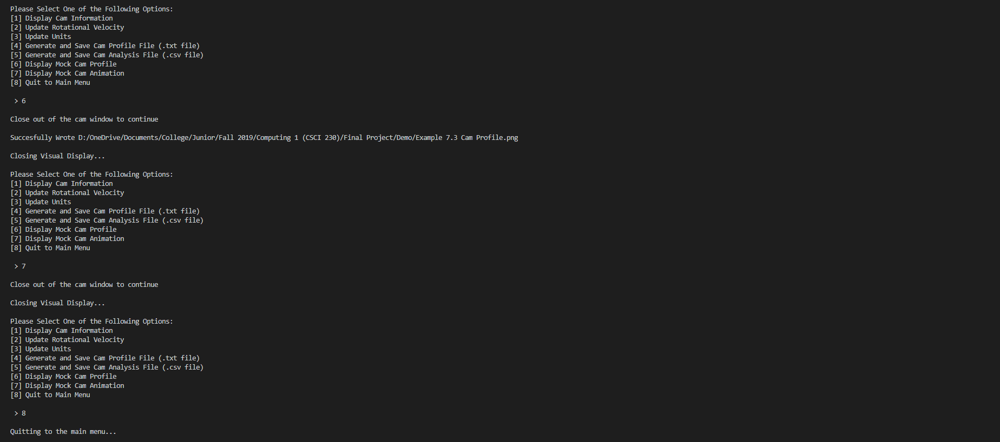 Please Select One of the Following Options:
[1] Display Cam Information
[2] Update Rotational Velocity
[3] Update Units
[4] Generate and Save Cam Profile File (.txt file)
[5] Generate and Save Cam Analysis File (.csv file)
[6] Display Mock Cam Profile
[7] Display Mock Cam Animation
[8] Quit to Main Menu
> 6
Close out of the cam window to continue
Succesfully Wrote D:/OneDrive/Documents/College/Junior/Fall 2019/Computing 1 (CSCI 230)/Final Project/Demo/Example 7.3 Cam Profile.png
Closing Visual Display...
Please Select One of the Following Options:
[1] Display Cam Information
[2] Update Rotational Velocity
[3] Update Units
[4] Generate and Save Cam Profile File (.txt file)
[5] Generate and Save Cam Analysis File (.csv file)
[6] Display Mock Cam Profile
[7] Display Mock Cam Animation
[8] Quit to Main Menu
> 7
Close out of the cam window to continue
Closing Visual Display...
Please Select One of the Following Options:
[1] Display Cam Information
[2] Update Rotational Velocity
[3] Update Units
[4] Generate and Save Cam Profile File (.txt file)
[5] Generate and Save Cam Analysis File (.csv file)
[6] Display Mock Cam Profile
[7] Display Mock Cam Animation
[8] Quit to Main Menu
> 8
Quitting to the main menu...